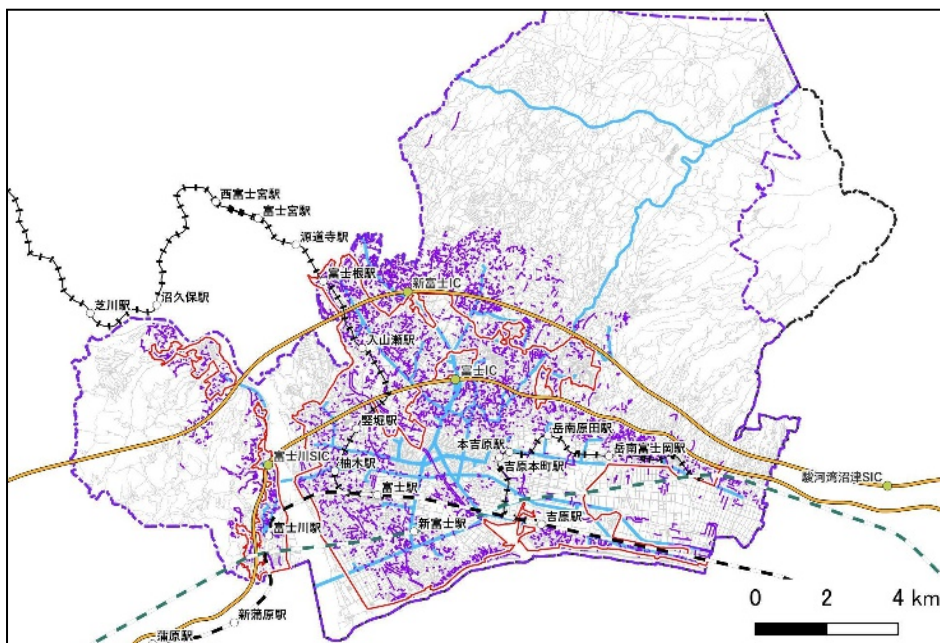 西富士宮駅
富士宮駅
源道寺駅
富士根駅
新富士IC
芝川駅
沼久保駅
入山瀬駅
富士IC
竪堀駅
岳南原田駅
本吉原駅
岳南富士岡駅
富士川SIC
柚木駅
吉原本町駅
富士駅
駿河湾沼津SIC
富士川駅
新富士駅
吉原駅
新蒲原駅
蒲原駅
0 2 4 km